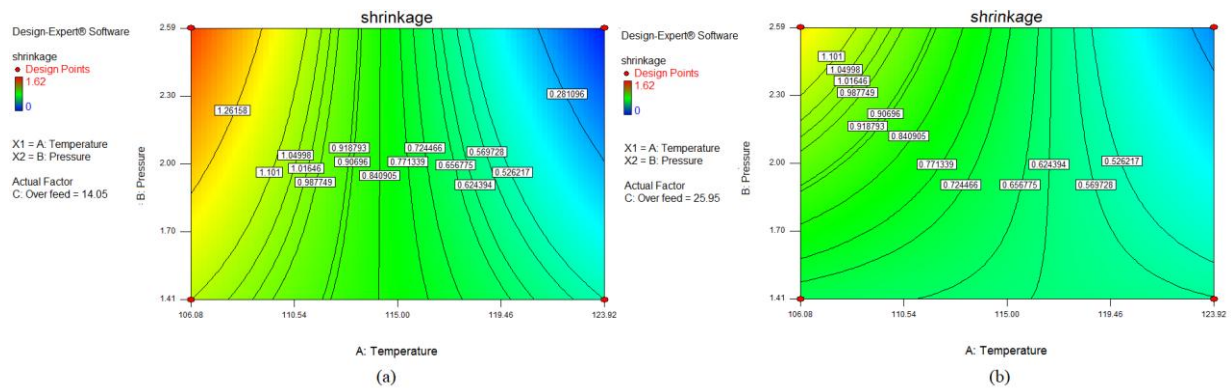 shrinkage
Design-Expert® Software
shrinkage
Design Points
1.62
0
X1 = A: Temperature
X2 = B: Pressure
Actual Factor
C: Over feed = 14.05
B: Pressure
2.59
2.30
2.00
1.70
1.41
1.26158
1.101
1.04998
1.01646
0.987749
0.918793
0.90696
0.840905
0.771339
0.724466
0.656775
0.624394
0.569728
0.526217
0.281096
106.08
110.54
115.00
119.46
123.92
A: Temperature
(a)
shrinkage
Design-Expert® Software
shrinkage
Design Points
1.62
0
X1 = A: Temperature
X2 = B: Pressure
Actual Factor
C: Over feed = 25.95
B: Pressure
2.59
2.30
2.00
1.70
1.41
1.101
1.04998
1.01646
0.987749
0.90696
0.918793
0.840905
0.771339
0.724466
0.656775
0.624394
0.569728
0.526217
106.08
110.54
115.00
119.46
123.92
A: Temperature
(b)